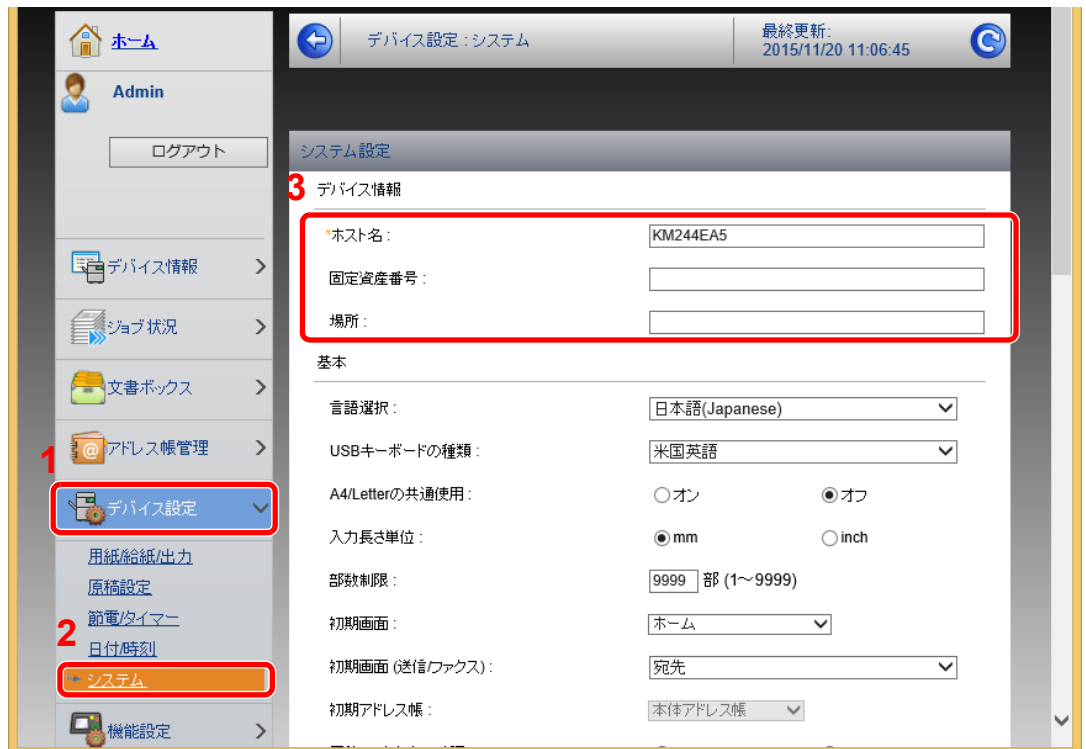 ホーム
Admin
ログアウト
デバイス情報
ジョブ状況
文書ボックス
アドレス帳管理
1
デバイス設定
用紙/給紙/出力
原稿設定
節電/タイマー
2
日付/時刻
システム
機能設定
デバイス設定 : システム
最終更新:
2015/11/20 11:06:45
システム設定
3 デバイス情報
*ホスト名 : KM244EA5
固定資産番号 :
場所 :
基本
言語選択 : 日本語(Japanese)
USBキーボードの種類 : 米国英語
A4/Letterの共通使用 : オン オフ
入力長さ単位 : mm inch
部数制限 : 9999 部 (1～9999)
初期画面 : ホーム
初期画面 (送信/ファクス) : 宛先
初期アドレス帳 : 本体アドレス帳